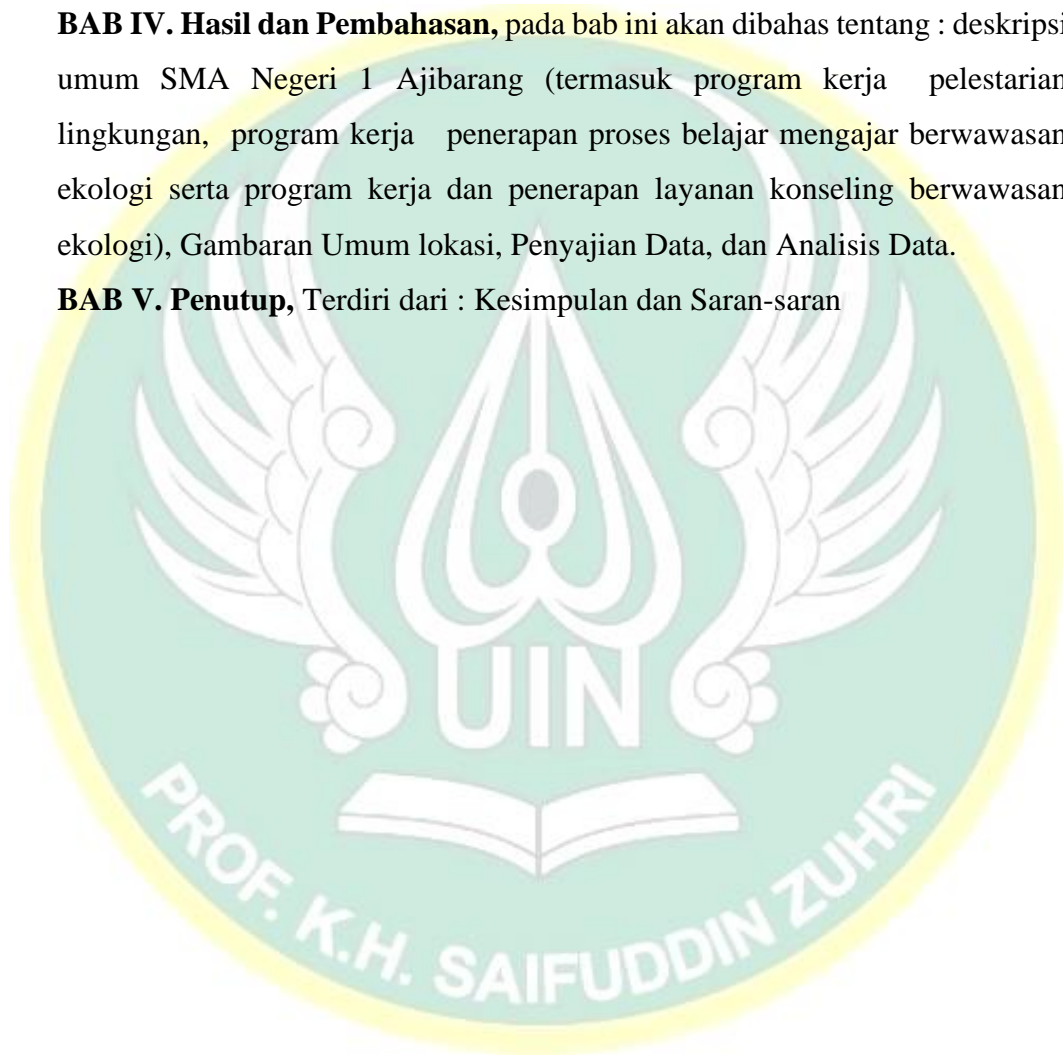 BAB IV. Hasil dan Pembahasan, pada bab ini akan dibahas tentang : deskripsi
umum SMA Negeri 1 Ajibarang (termasuk program kerja pelestarian
lingkungan, program kerja penerapan proses belajar mengajar berwawasan
ekologi serta program kerja dan penerapan layanan konseling berwawasan
ekologi), Gambaran Umum lokasi, Penyajian Data, dan Analisis Data.
BAB V. Penutup, Terdiri dari : Kesimpulan dan Saran-saran
UIN
PROF. K.H. SAIFUDDIN ZUHRI